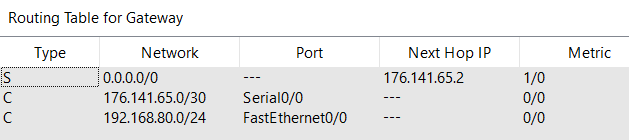 Routing Table for Gateway
Type Network Port Next Hop IP Metric
S 0.0.0.0/0 --- 176.141.65.2 1/0
C 176.141.65.0/30 Serial0/0 --- 0/0
C 192.168.80.0/24 FastEthernet0/0 --- 0/0